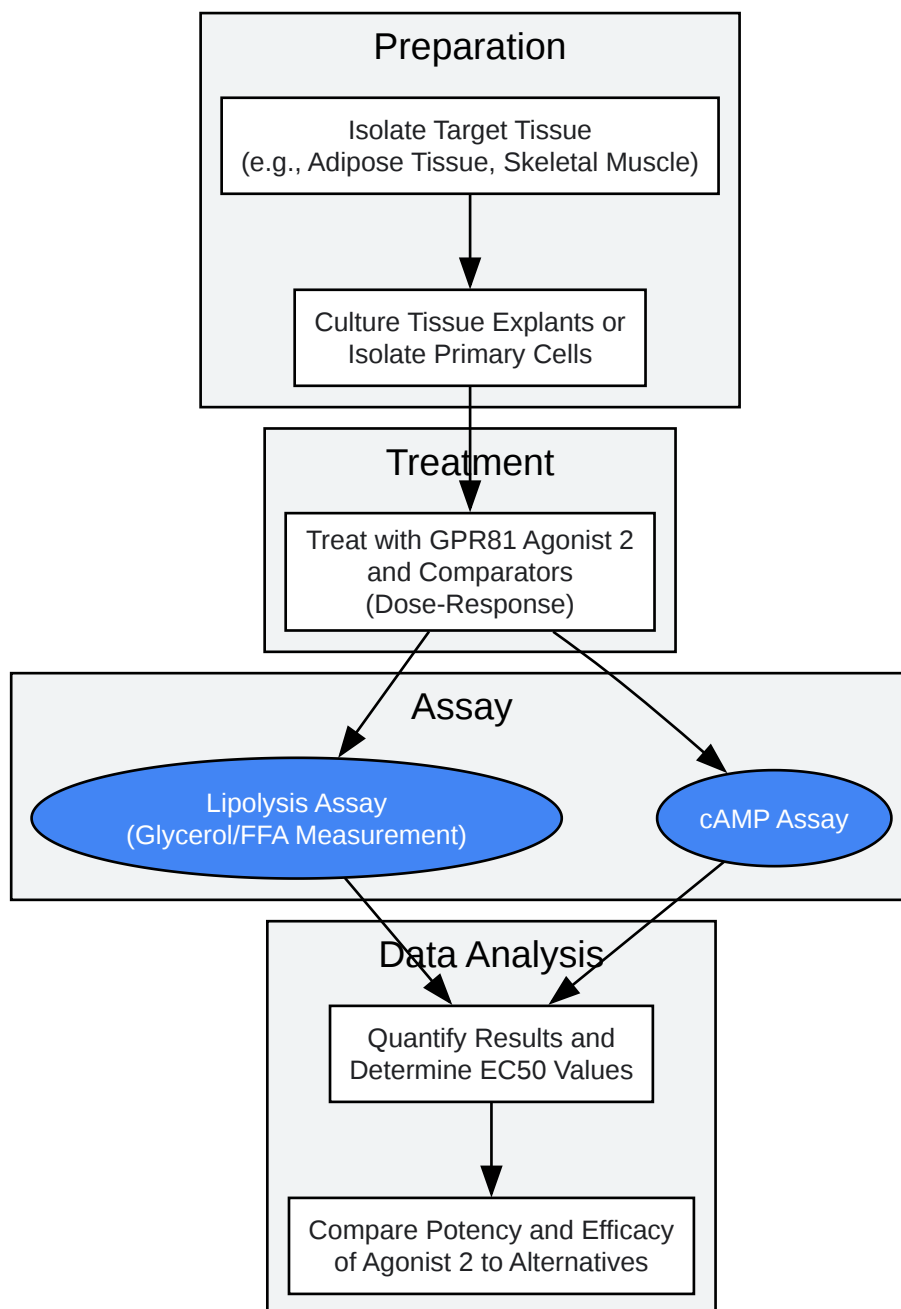 Preparation
Isolate Target Tissue
(e.g., Adipose Tissue, Skeletal Muscle)
Culture Tissue Explants or
Isolate Primary Cells
Treatment
Treat with GPR81 Agonist 2
and Comparators
(Dose-Response)
Assay
Lipolysis Assay
(Glycerol/FFA Measurement)
cAMP Assay
Data Analysis
Quantify Results and
Determine EC50 Values
Compare Potency and Efficacy
of Agonist 2 to Alternatives